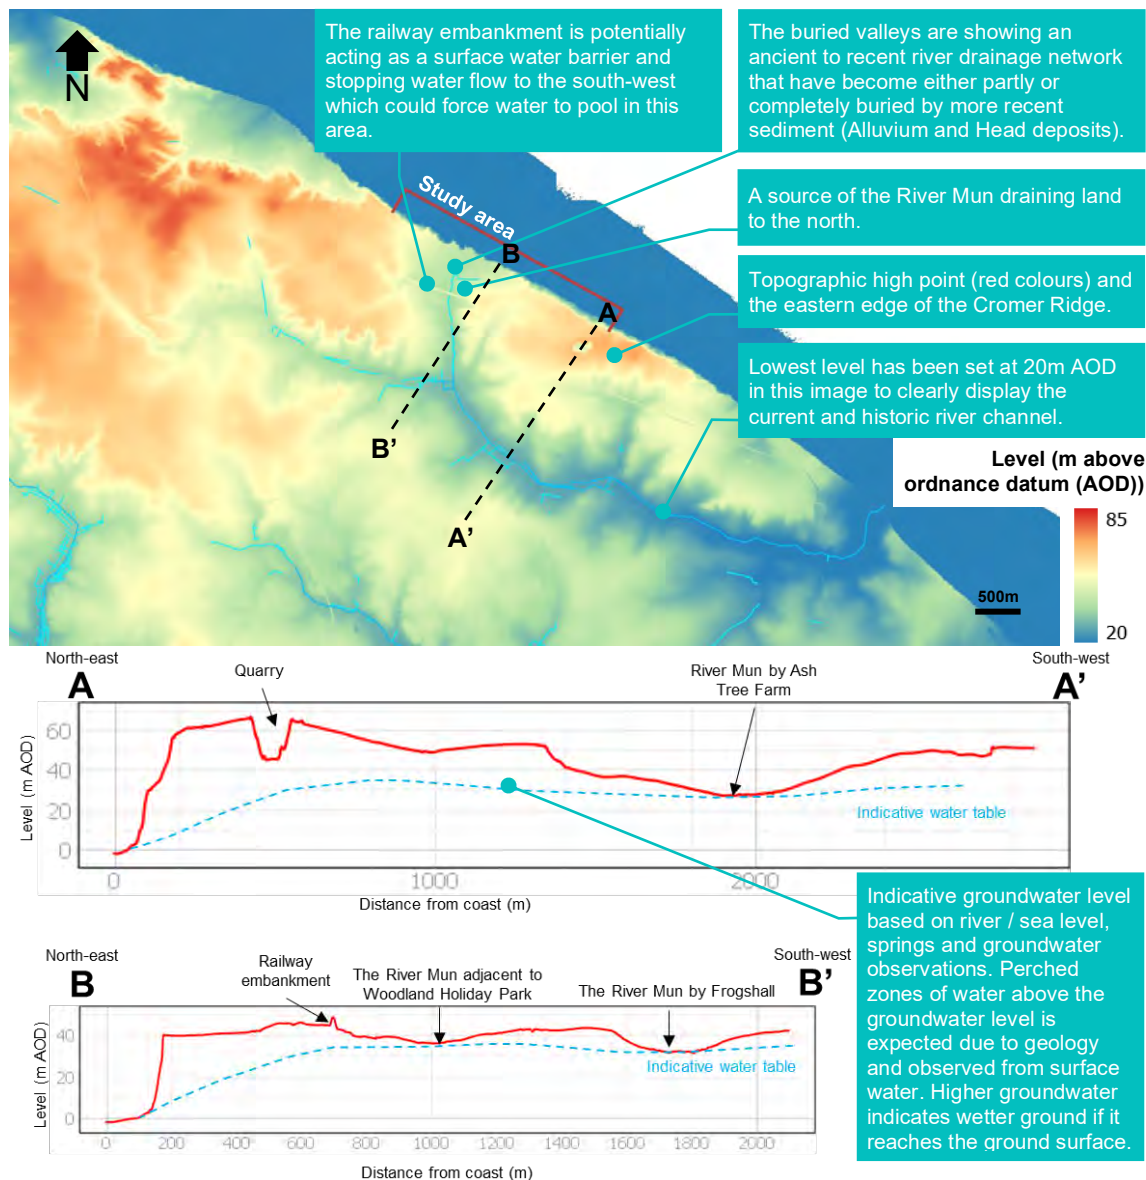 The railway embankment is potentially
acting as a surface water barrier and
stopping water flow to the south-west
which could force water to pool in this
area.
The buried valleys are showing an
ancient to recent river drainage network
that have become either partly or
completely buried by more recent
sediment (Alluvium and Head deposits).
N
Study area
A source of the River Mun draining land
to the north.
B
Topographic high point (red colours) and
the eastern edge of the Cromer Ridge.
A
Lowest level has been set at 20m AOD
in this image to clearly display the
current and historic river channel.
B’
A’
Level (m above
ordnance datum (AOD))
85
20
500m
North-east
A
Quarry
River Mun by Ash
Tree Farm
South-west
A’
Level (m AOD)
60
40
20
0
Indicative water table
0
1000
2000
Distance from coast (m)
Indicative groundwater level
based on river / sea level,
springs and groundwater
observations. Perched
zones of water above the
groundwater level is
expected due to geology
and observed from surface
water. Higher groundwater
indicates wetter ground if it
reaches the ground surface.
North-east
B
Railway
embankment
The River Mun adjacent to
Woodland Holiday Park
The River Mun by Frogshall
South-west
B’
Level (m AOD)
40
20
0
Indicative water table
0
200
400
600
800
1000
1200
1400
1600
1800
2000
Distance from coast (m)